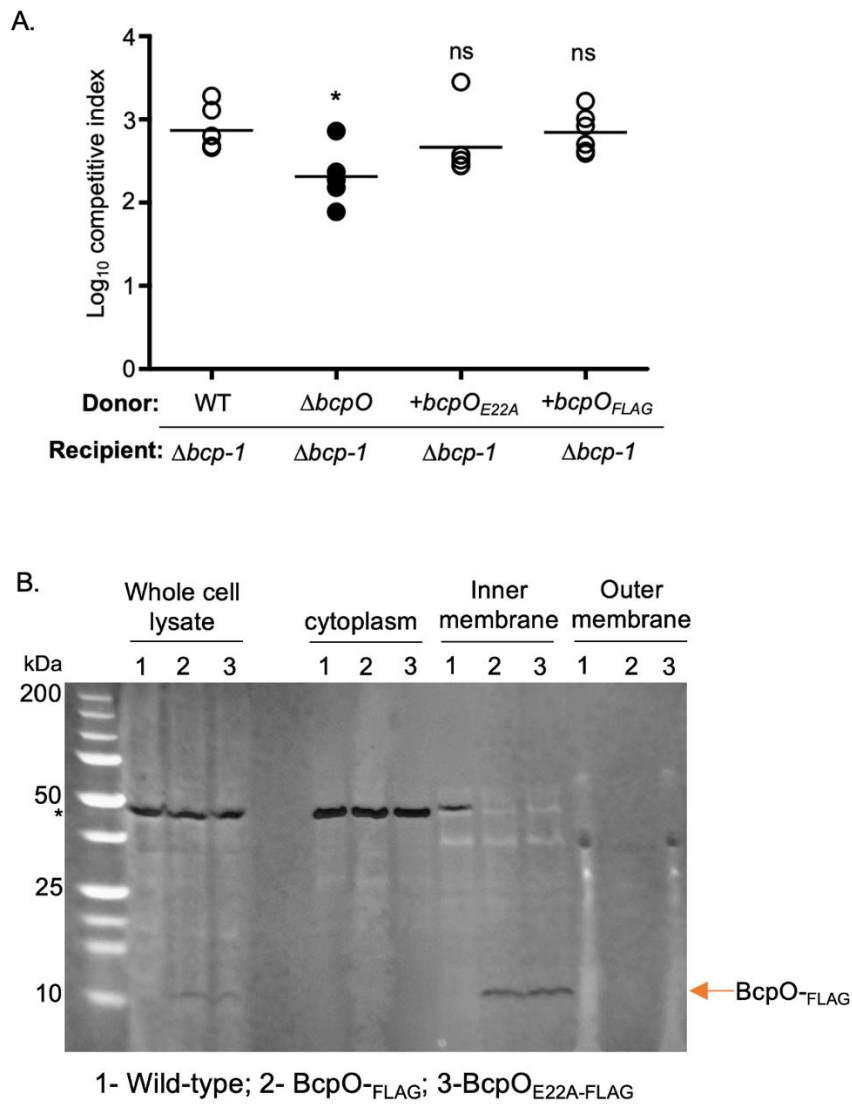 A.
4
3
2
1
0
Log10 competitive index
*
ns
ns
Donor: WT ΔbcpO +bcpOE22A +bcpOFLAG
Recipient: Δbcp-1 Δbcp-1 Δbcp-1 Δbcp-1
B.
Whole cell lysate
cytoplasm
Inner membrane
Outer membrane
kDa 1 2 3 1 2 3 1 2 3 1 2 3
200
50
*
25
10
BcpO-FLAG
1- Wild-type; 2- BcpO-FLAG; 3-BcpOE22A-FLAG